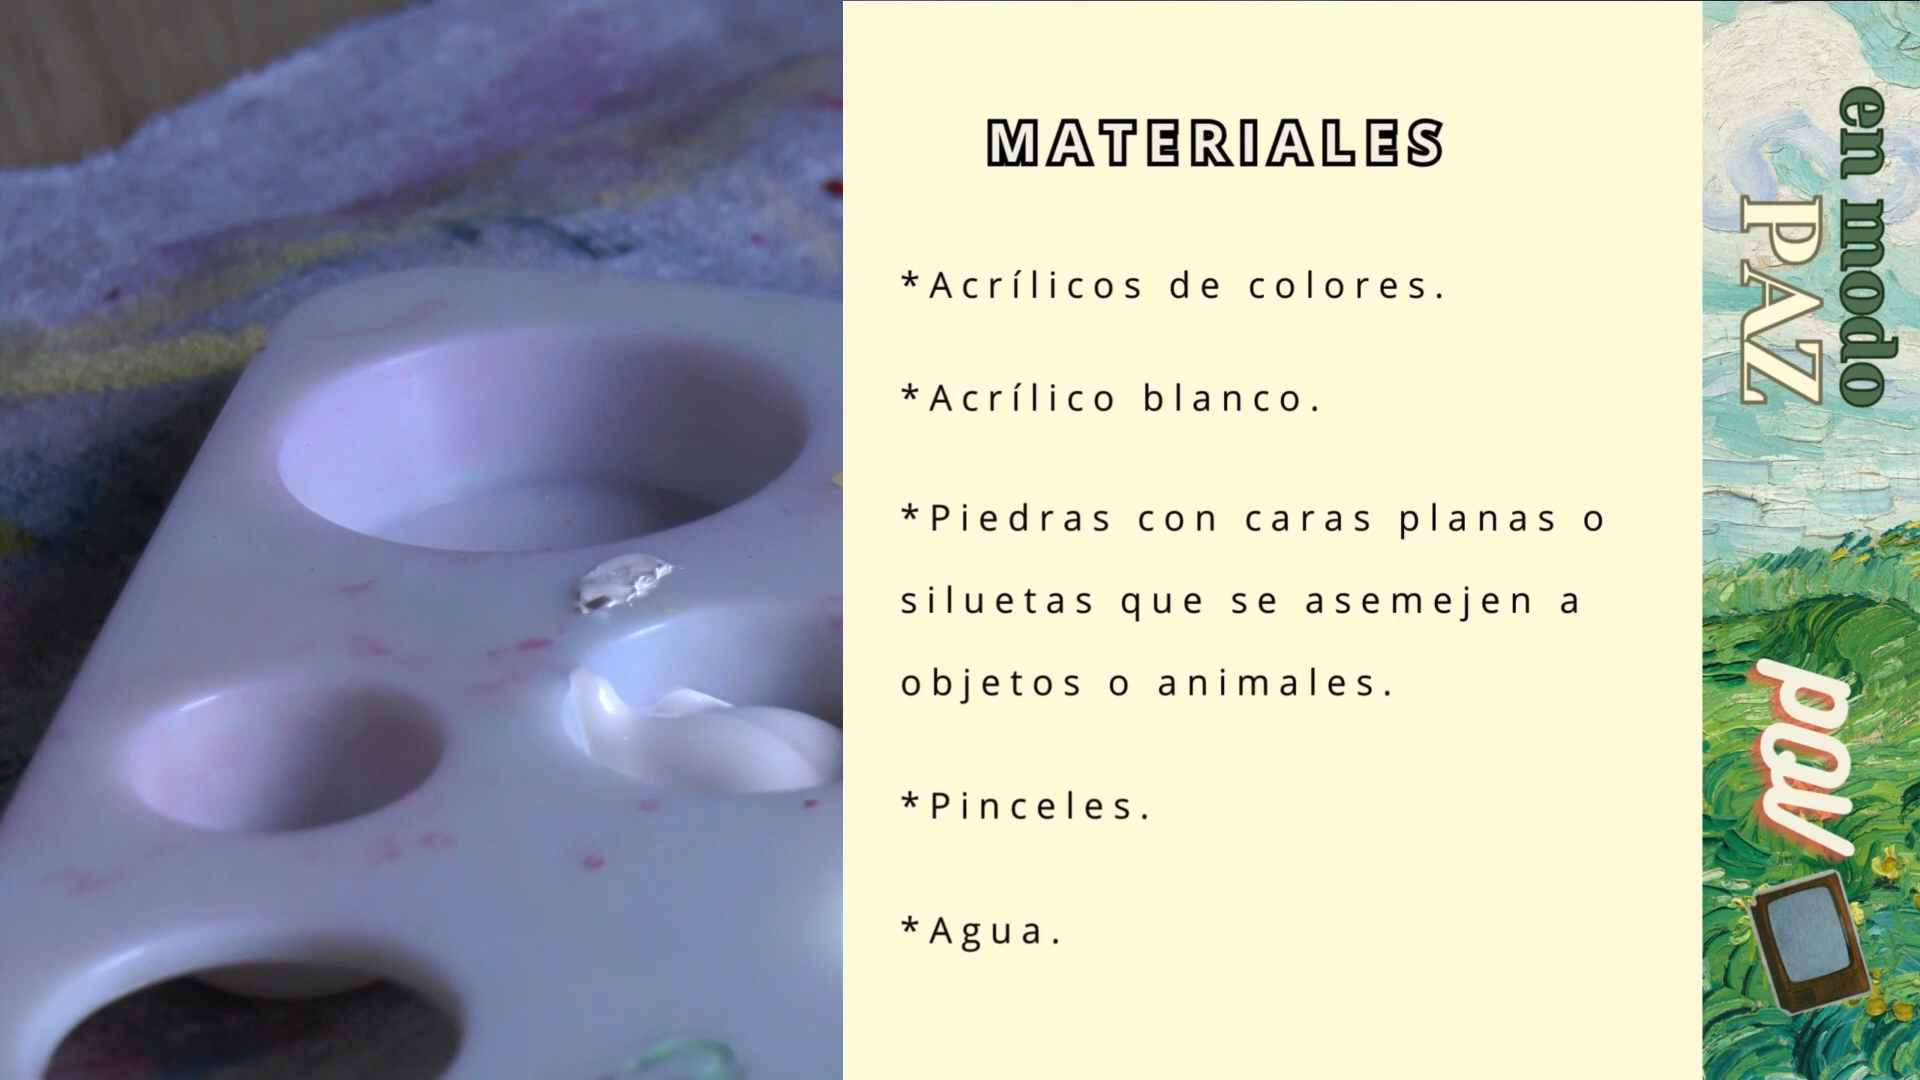 MATERIALES
*Acrílicos de colores.
*Acrílico blanco.
*Piedras con caras planas o
siluetas que se asemejen a
objetos o animales.
*Pinceles.
*Agua.
en modo
PAZ